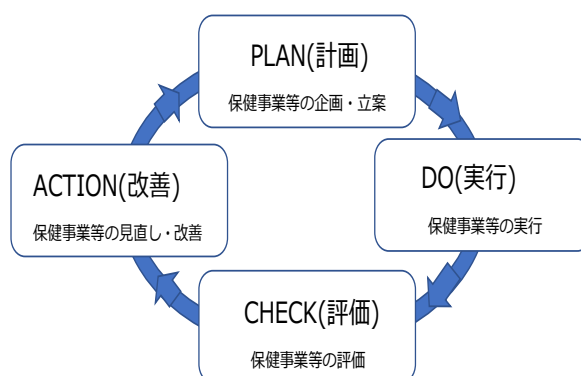 PLAN(計画)
保健事業等の企画・立案
DO(実行)
保健事業等の実行
CHECK(評価)
保健事業等の評価
ACTION(改善)
保健事業等の見直し・改善